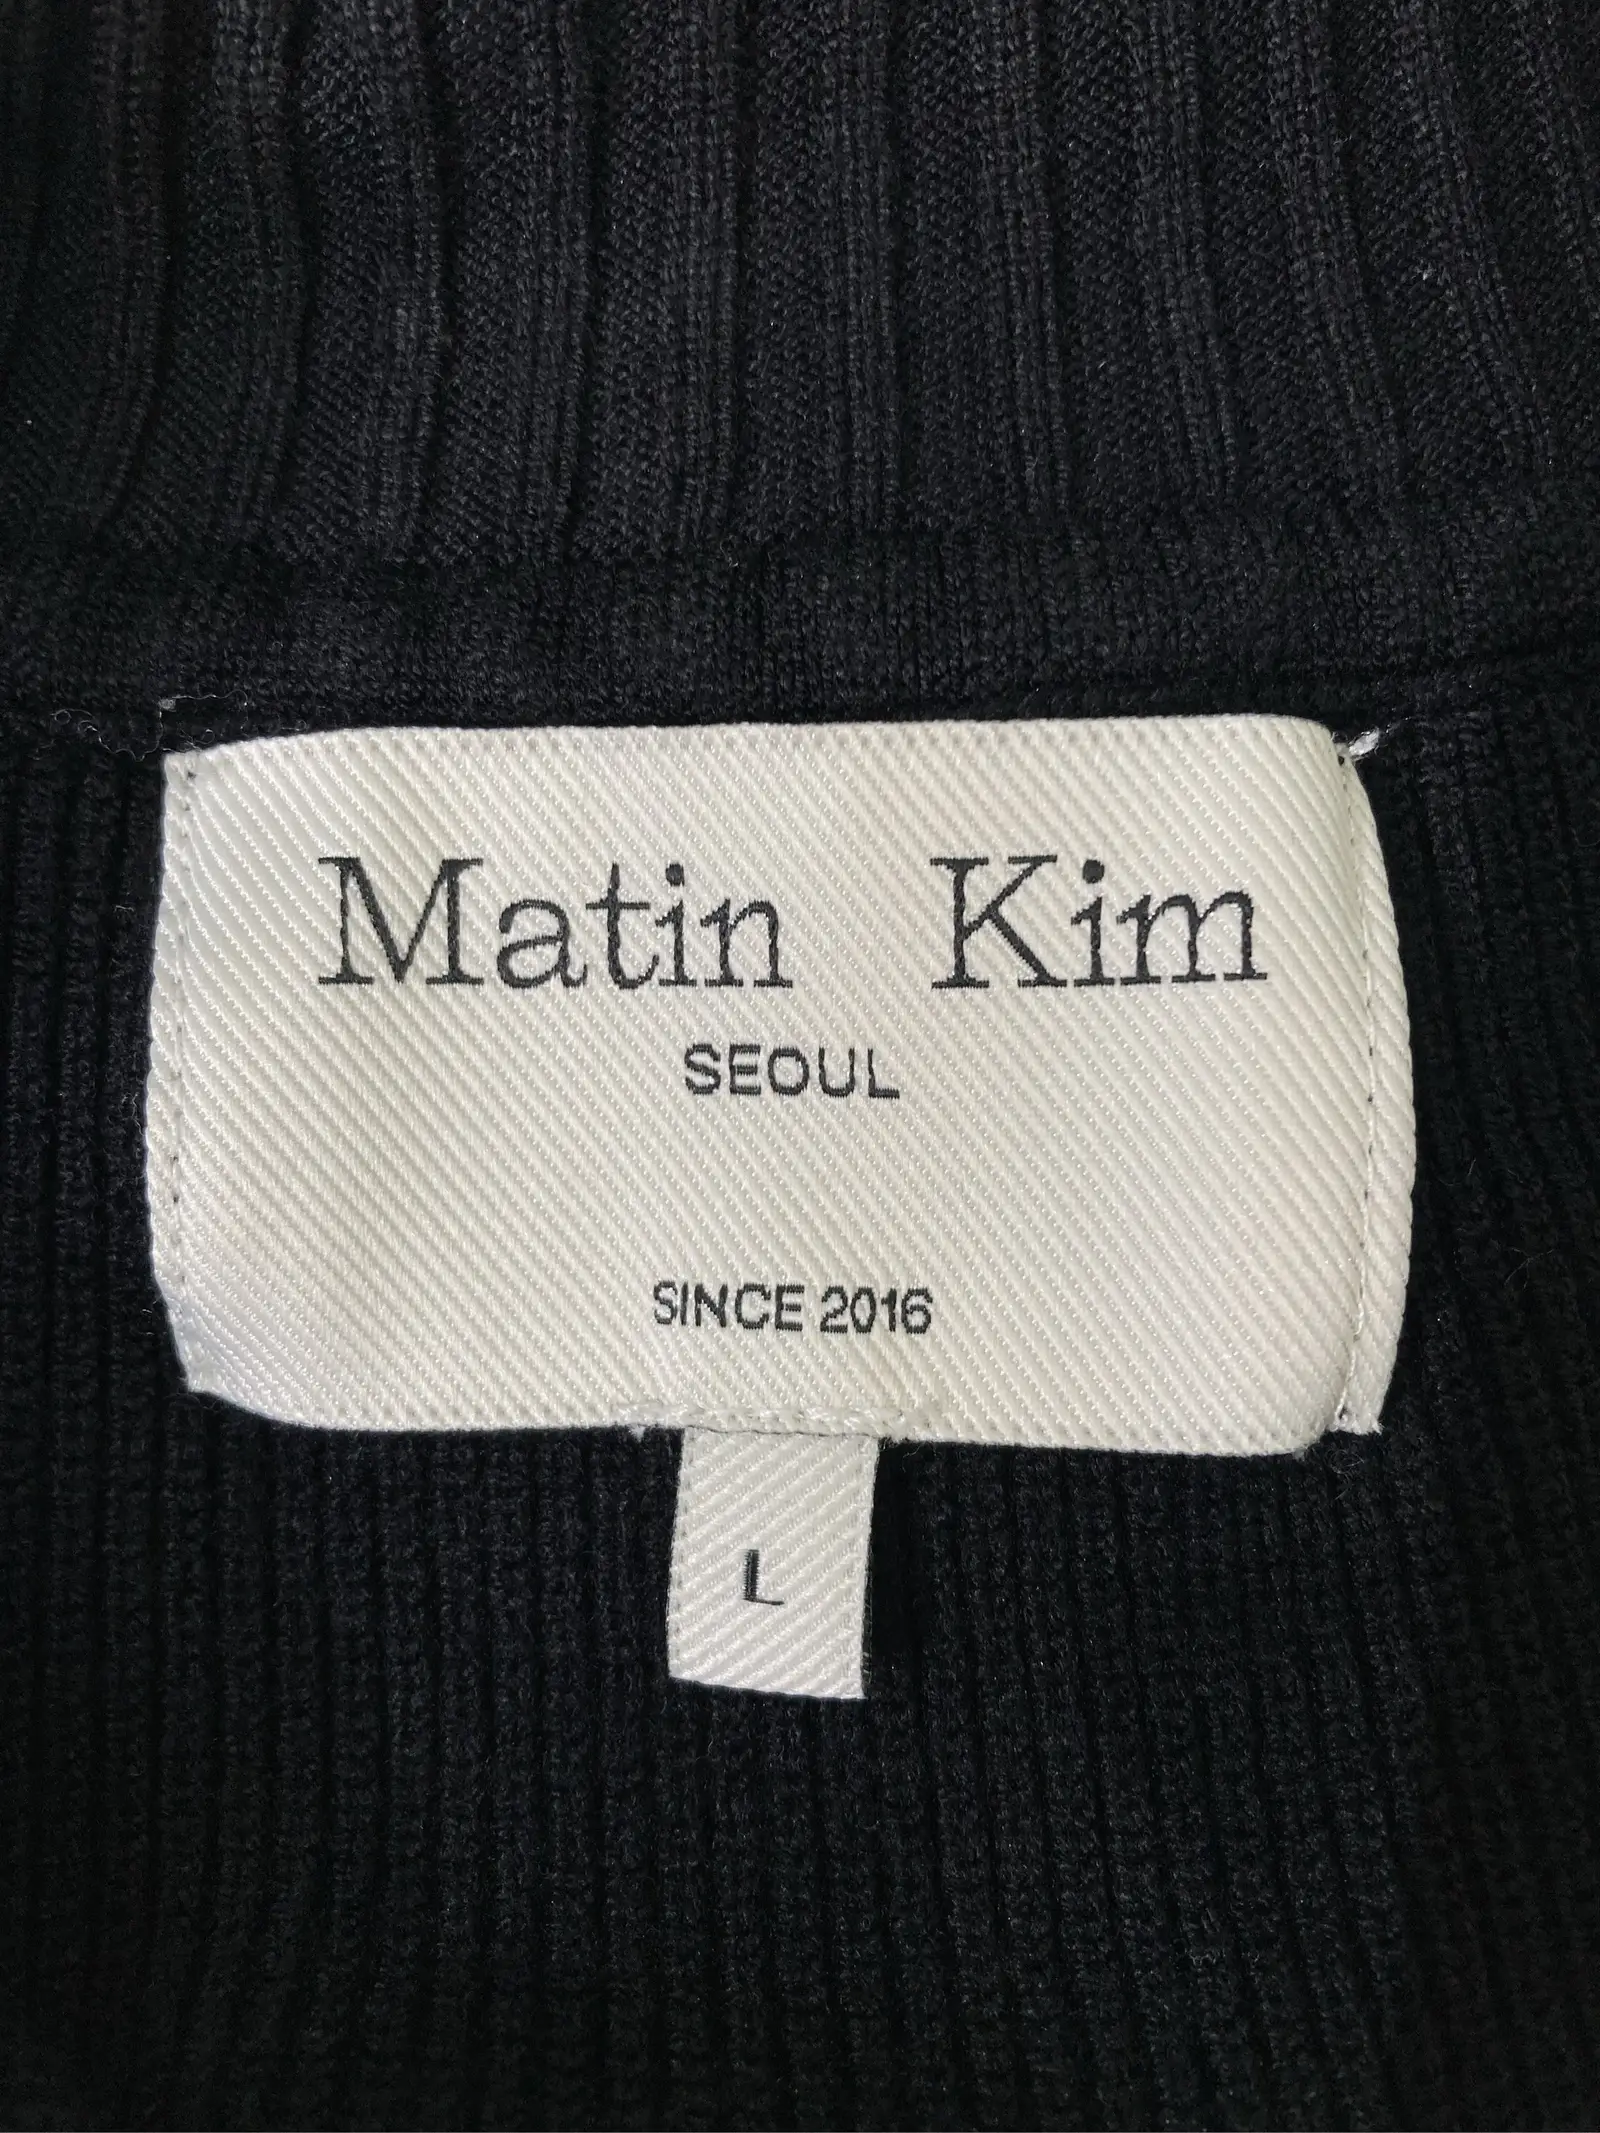 Matin Kim
SEOUL
SINCE 2016
L